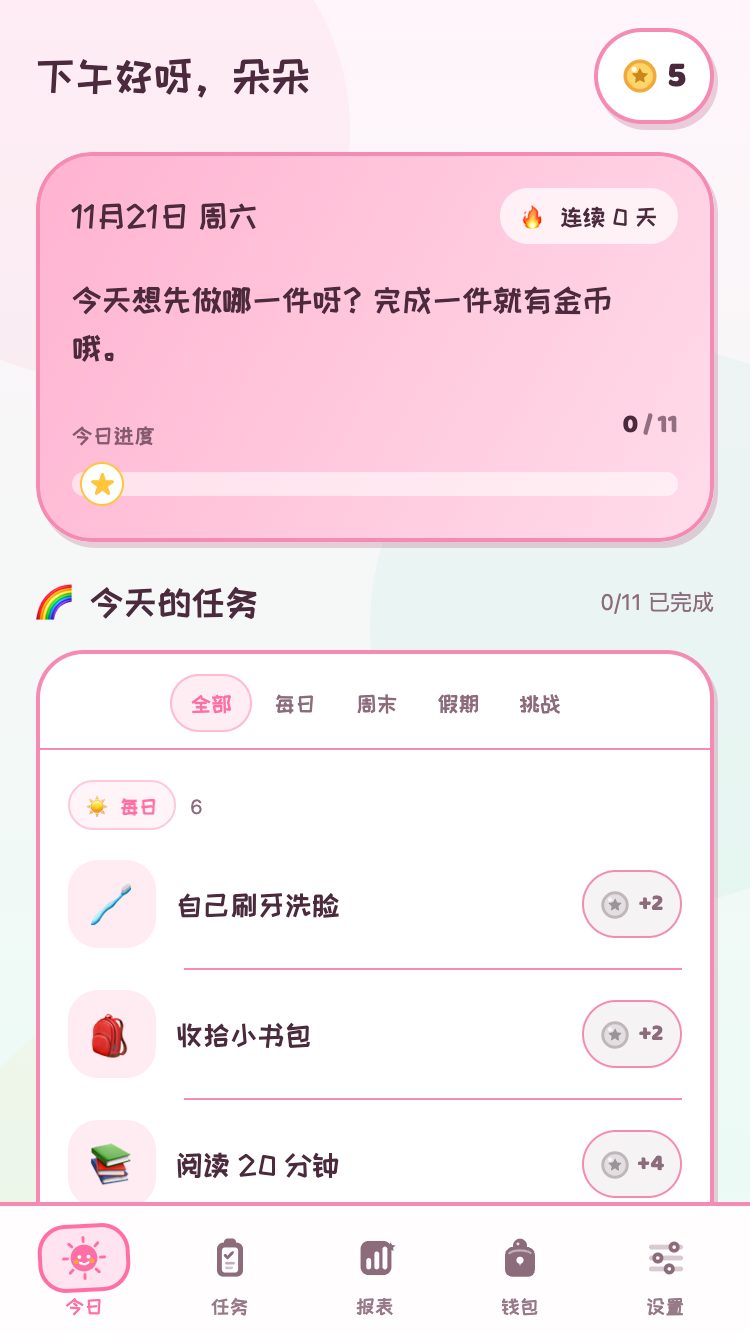 下午好呀，朵朵
5
11月21日 周六
连续 0 天
今天想先做哪一件呀？完成一件就有金币
哦。
今日进度
0 / 11
今天的任务
0/11 已完成
全部 每日 周末 假期 挑战
每日 6
自己刷牙洗脸
+2
收拾小书包
+2
阅读 20 分钟
+4
今日 任务 报表 钱包 设置